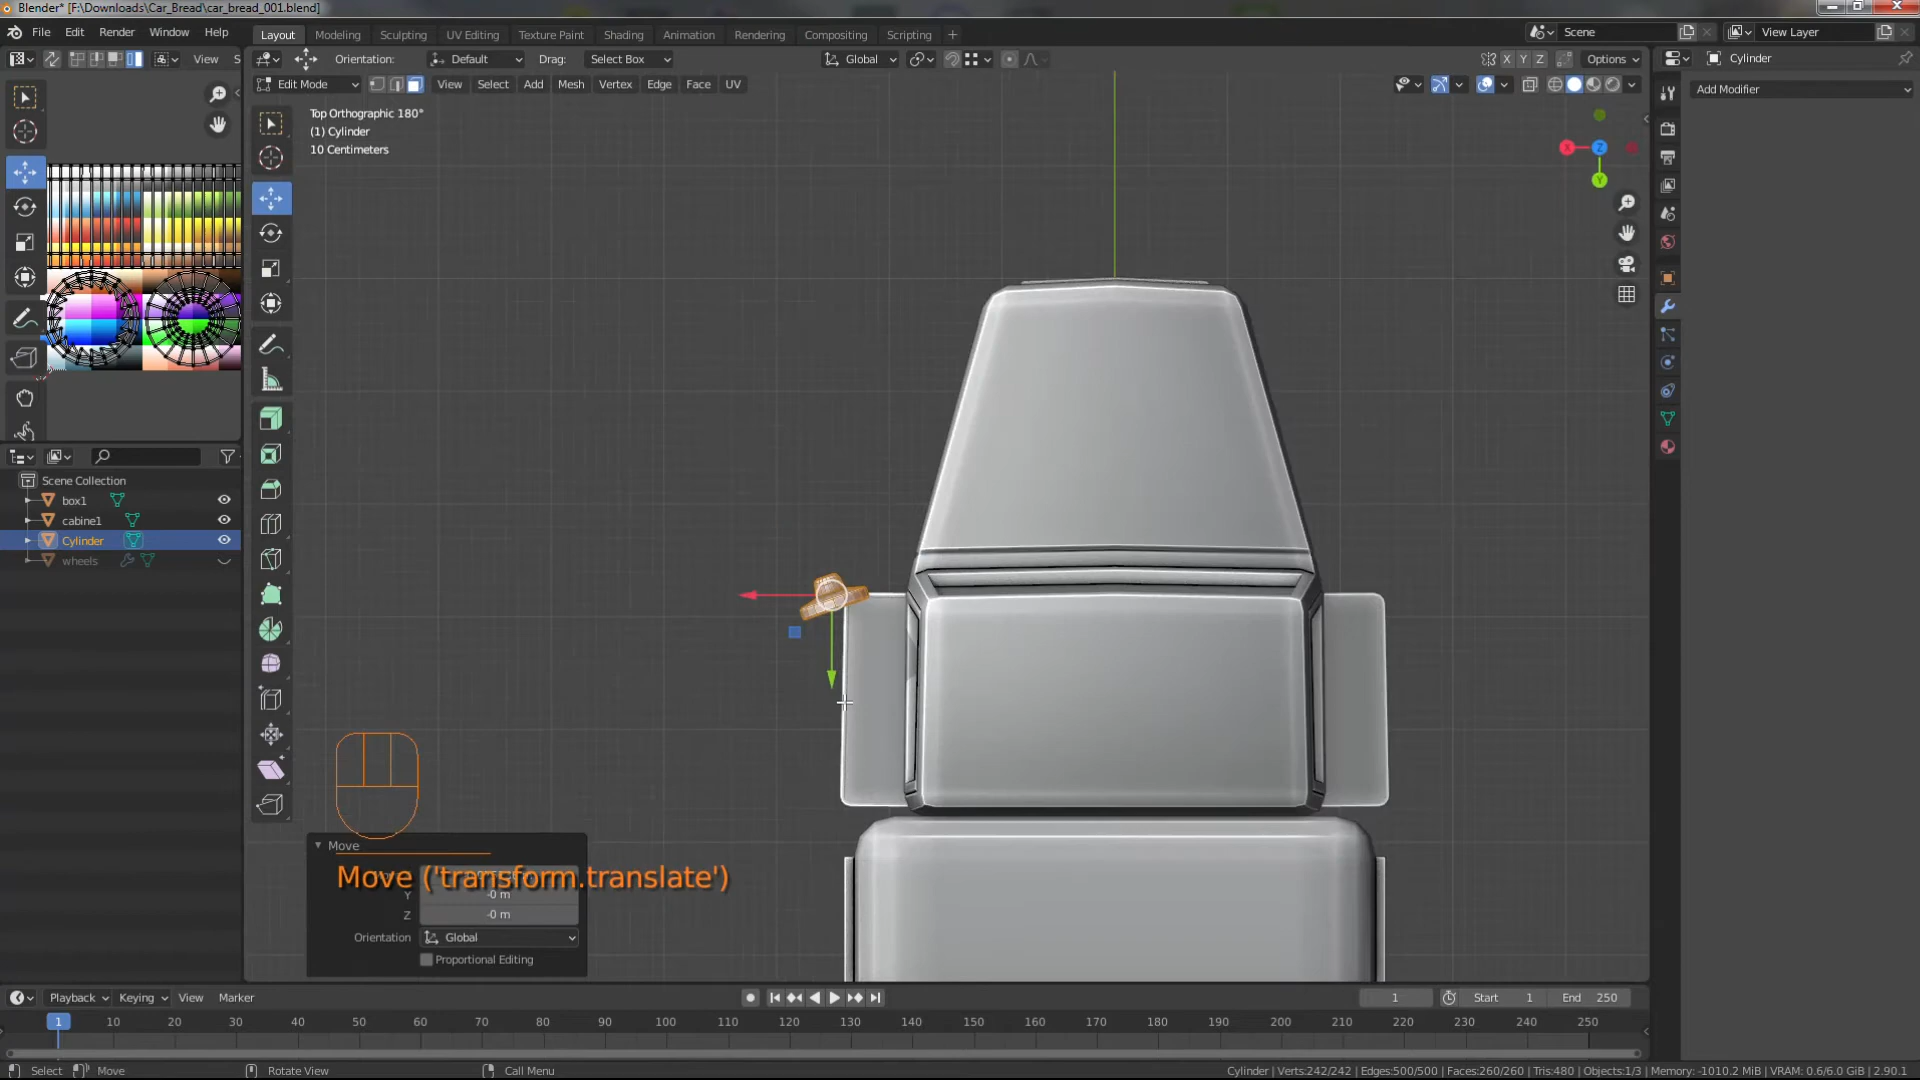 Blender* [F:\Downloads\Car_Bread\car_bread_001.blend]
File Edit Render Window Help
Layout Modeling Sculpting UV Editing Texture Paint Shading Animation Rendering Compositing Scripting +
Scene
View Layer
View S
Orientation: Default Drag: Select Box
Global
X Y Z Options
Cylinder
Edit Mode View Select Add Mesh Vertex Edge Face UV
Add Modifier
Top Orthographic 180°
(1) Cylinder
10 Centimeters
X Z
Y
Scene Collection
box1
cabine1
Cylinder
wheels
Move
Move ('transform.translate')
Y -0 m
Z -0 m
Orientation Global
Proportional Editing
Playback Keying View Marker
1 Start 1 End 250
1 10 20 30 40 50 60 70 80 90 100 110 120 130 140 150 160 170 180 190 200 210 220 230 240 250
Select Move Rotate View Call Menu
Cylinder | Verts:242/242 | Edges:500/500 | Faces:260/260 | Tris:480 | Objects:1/3 | Memory: -1010.2 MiB | VRAM: 0.6/6.0 GiB | 2.90.1